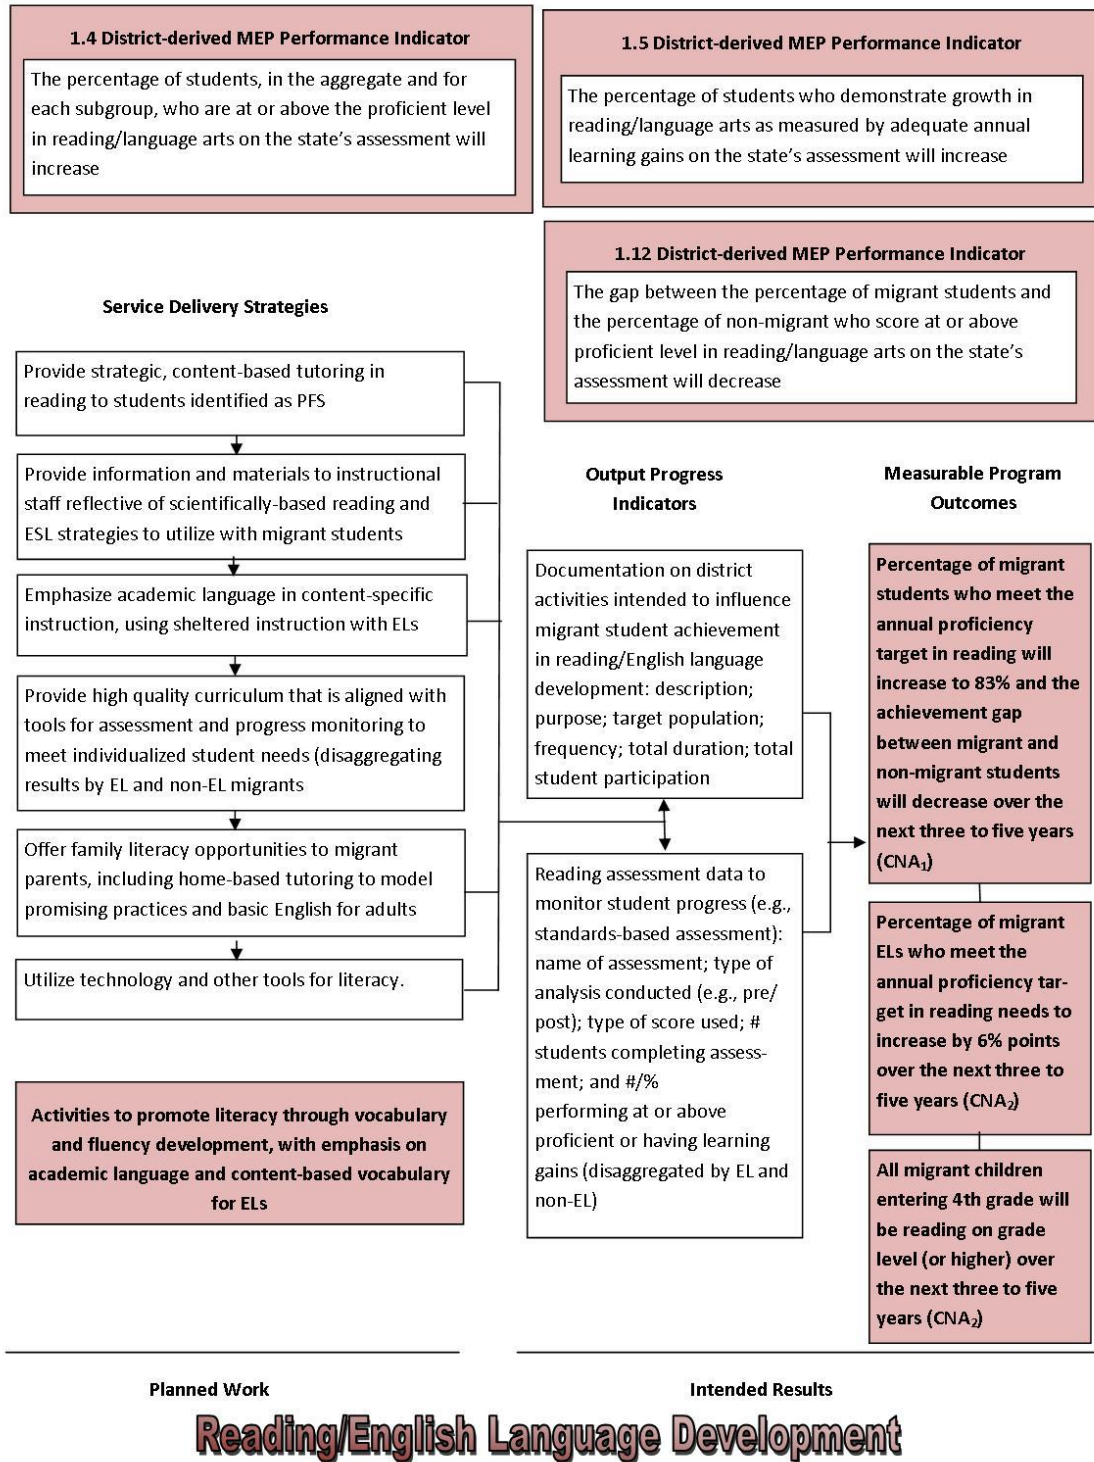 1.4 District-derived MEP Performance Indicator
The percentage of students, in the aggregate and for
each subgroup, who are at or above the proficient level
in reading/language arts on the state’s assessment will
increase
1.5 District-derived MEP Performance Indicator
The percentage of students who demonstrate growth in
reading/language arts as measured by adequate annual
learning gains on the state’s assessment will increase
1.12 District-derived MEP Performance Indicator
The gap between the percentage of migrant students and
the percentage of non-migrant who score at or above
proficient level in reading/language arts on the state’s
assessment will decrease
Service Delivery Strategies
Provide strategic, content-based tutoring in
reading to students identified as PFS
Provide information and materials to instructional
staff reflective of scientifically-based reading and
ESL strategies to utilize with migrant students
Emphasize academic language in content-specific
instruction, using sheltered instruction with ELs
Provide high quality curriculum that is aligned with
tools for assessment and progress monitoring to
meet individualized student needs (disaggregating
results by EL and non-EL migrants
Offer family literacy opportunities to migrant
parents, including home-based tutoring to model
promising practices and basic English for adults
Utilize technology and other tools for literacy.
Activities to promote literacy through vocabulary
and fluency development, with emphasis on
academic language and content-based vocabulary
for ELs
Output Progress
Indicators
Documentation on district
activities intended to influence
migrant student achievement
in reading/English language
development: description;
purpose; target population;
frequency; total duration; total
student participation
Reading assessment data to
monitor student progress (e.g.,
standards-based assessment):
name of assessment; type of
analysis conducted (e.g., pre/
post); type of score used; #
students completing assess-
ment; and #/%
performing at or above
proficient or having learning
gains (disaggregated by EL and
non-EL)
Measurable Program
Outcomes
Percentage of migrant
students who meet the
annual proficiency
target in reading will
increase to 83% and the
achievement gap
between migrant and
non-migrant students
will decrease over the
next three to five years
(CNA₁)
Percentage of migrant
ELs who meet the
annual proficiency tar-
get in reading needs to
increase by 6% points
over the next three to
five years (CNA₂)
All migrant children
entering 4th grade will
be reading on grade
level (or higher) over
the next three to five
years (CNA₂)
Planned Work
Intended Results
Reading/English Language Development